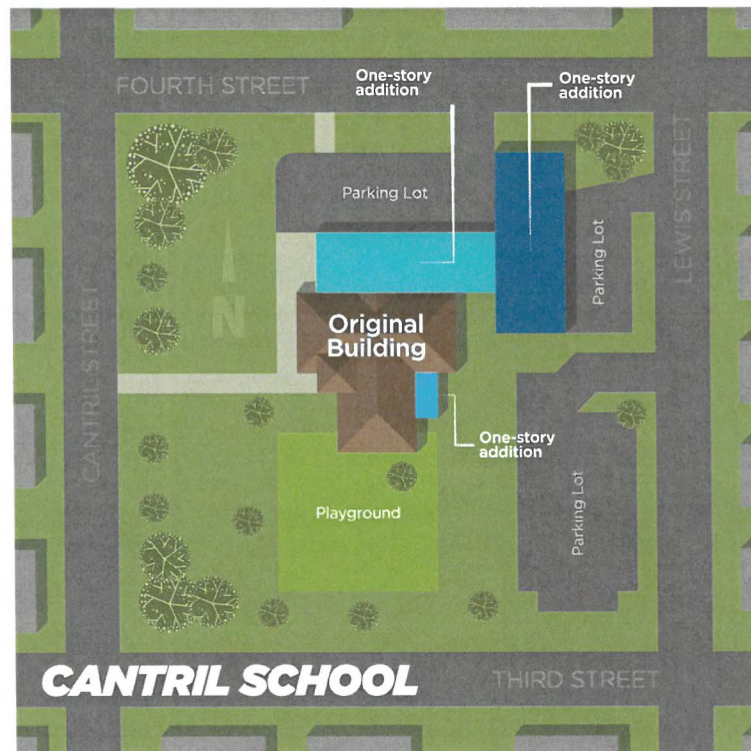 One-story
addition
One-story
addition
FOURTH STREET
Parking Lot
LEWIS STREET
Parking Lot
N
CANTRIL STREET
Original
Building
One-story
addition
Parking Lot
Playground
CANTRIL SCHOOL
THIRD STREET